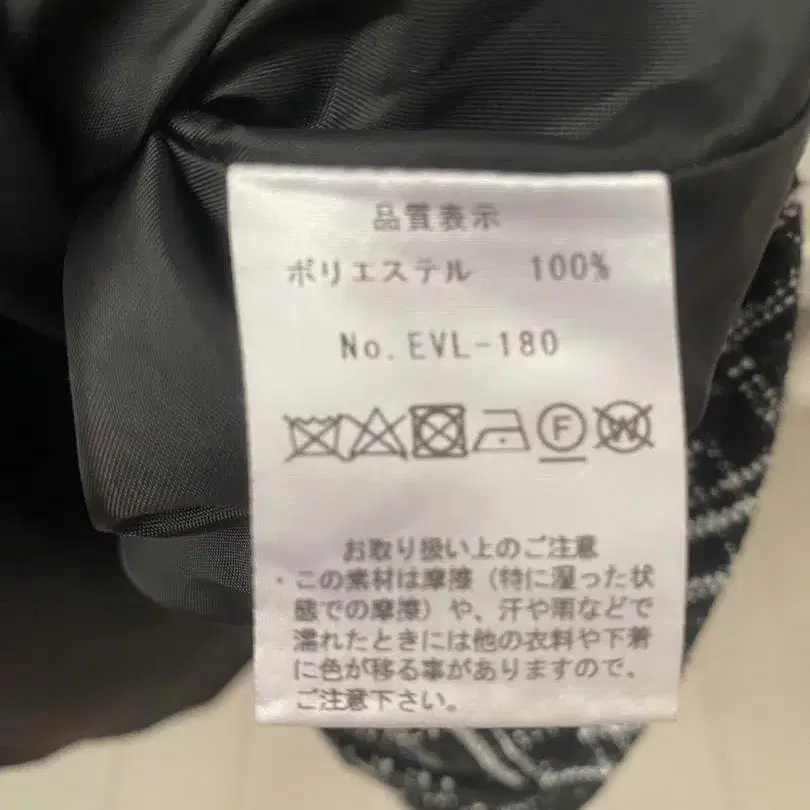 品質表示
ポリエステル 100%
No. EVL-180
F W
お取り扱い上のご注意
・この素材は摩擦（特に湿った状
態での摩擦）や、汗や雨などで
濡れたときには他の衣料や下着
に色が移る事がありますので、
ご注意下さい。